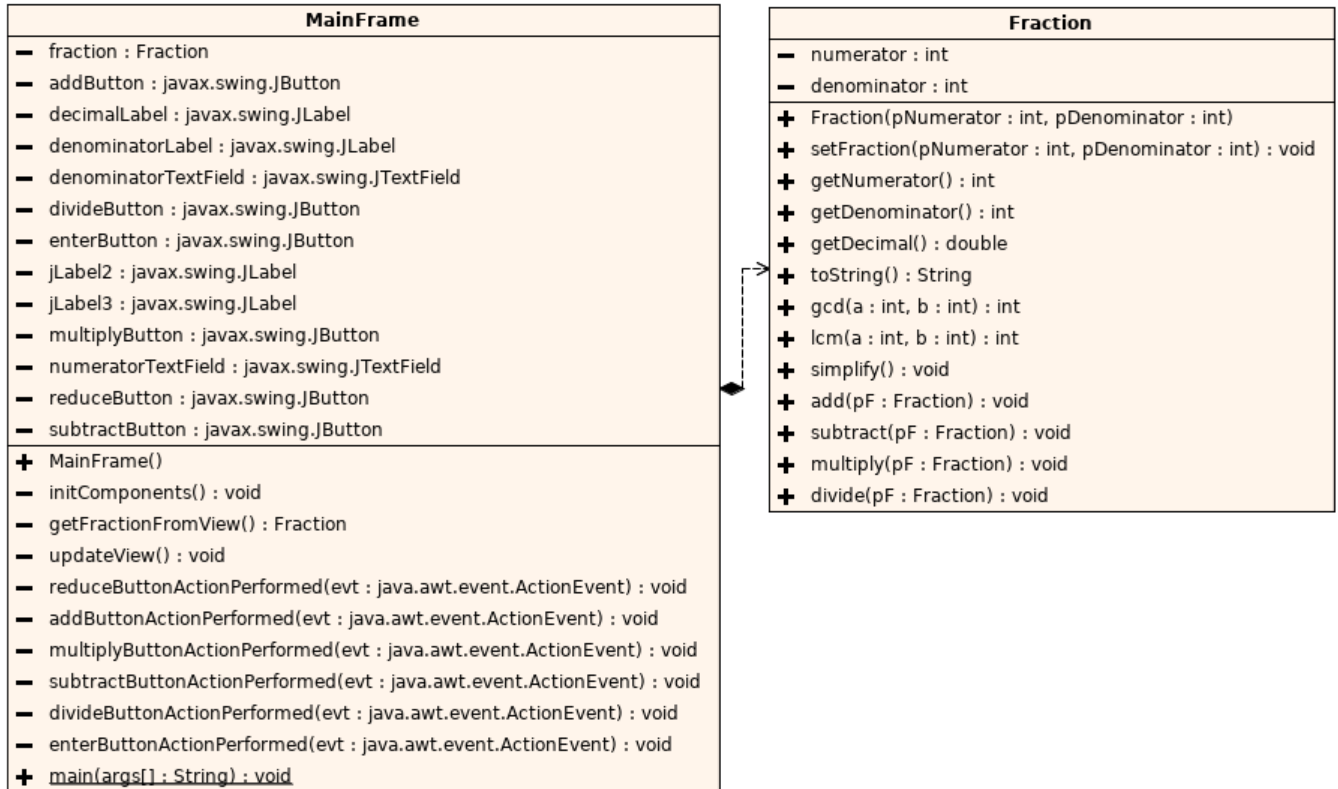 MainFrame
fraction : Fraction
addButton : javax.swing.JButton
decimalLabel : javax.swing.JLabel
denominatorLabel : javax.swing.JLabel
denominatorTextField : javax.swing.JTextField
divideButton : javax.swing.JButton
enterButton : javax.swing.JButton
jLabel2 : javax.swing.JLabel
jLabel3 : javax.swing.JLabel
multiplyButton : javax.swing.JButton
numeratorTextField : javax.swing.JTextField
reduceButton : javax.swing.JButton
subtractButton : javax.swing.JButton
MainFrame()
initComponents() : void
getFractionFromView() : Fraction
updateView() : void
reduceButtonActionPerformed(evt : java.awt.event.ActionEvent) : void
addButtonActionPerformed(evt : java.awt.event.ActionEvent) : void
multiplyButtonActionPerformed(evt : java.awt.event.ActionEvent) : void
subtractButtonActionPerformed(evt : java.awt.event.ActionEvent) : void
divideButtonActionPerformed(evt : java.awt.event.ActionEvent) : void
enterButtonActionPerformed(evt : java.awt.event.ActionEvent) : void
main(args[] : String) : void
Fraction
numerator : int
denominator : int
Fraction(pNumerator : int, pDenominator : int)
setFraction(pNumerator : int, pDenominator : int) : void
getNumerator() : int
getDenominator() : int
getDecimal() : double
toString() : String
gcd(a : int, b : int) : int
lcm(a : int, b : int) : int
simplify() : void
add(pF : Fraction) : void
subtract(pF : Fraction) : void
multiply(pF : Fraction) : void
divide(pF : Fraction) : void